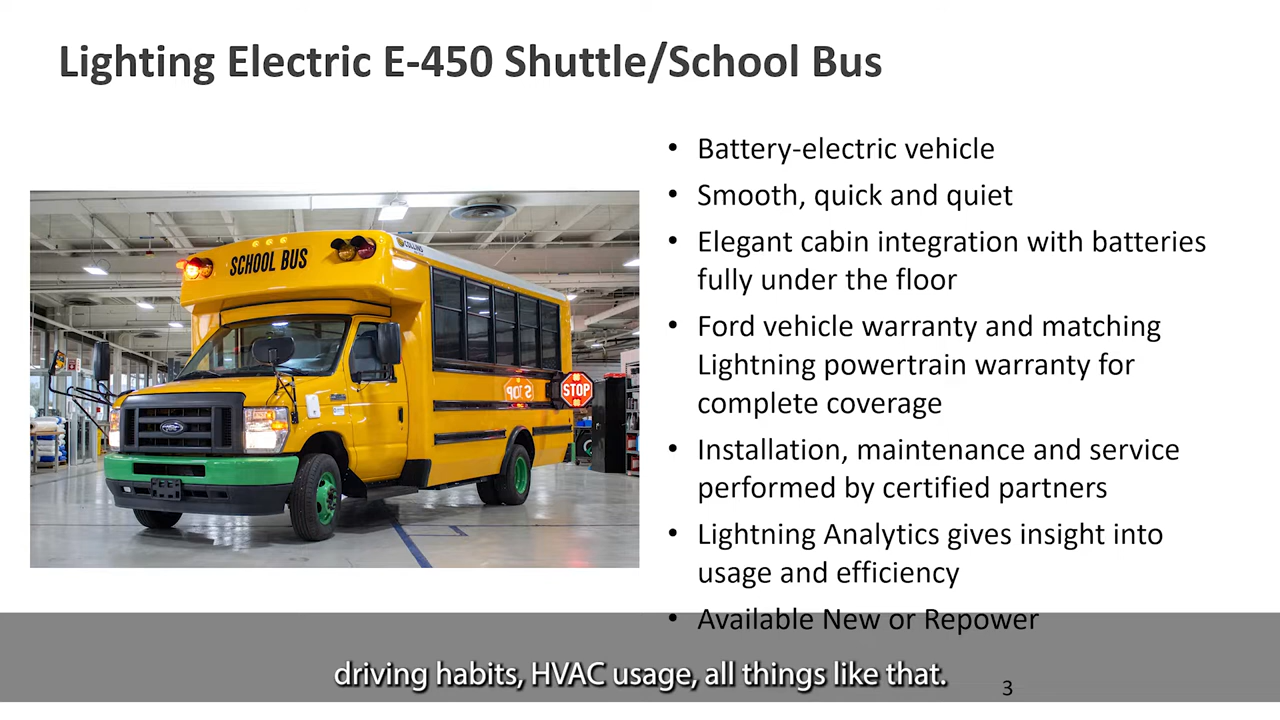 Lighting Electric E-450 Shuttle/School Bus
• Battery-electric vehicle
• Smooth, quick and quiet
• Elegant cabin integration with batteries
fully under the floor
• Ford vehicle warranty and matching
Lightning powertrain warranty for
complete coverage
• Installation, maintenance and service
performed by certified partners
• Lightning Analytics gives insight into
usage and efficiency
• Available New or Repower
COLLINS
SCHOOL BUS
STOP
STOP
Ford
driving habits, HVAC usage, all things like that.
3